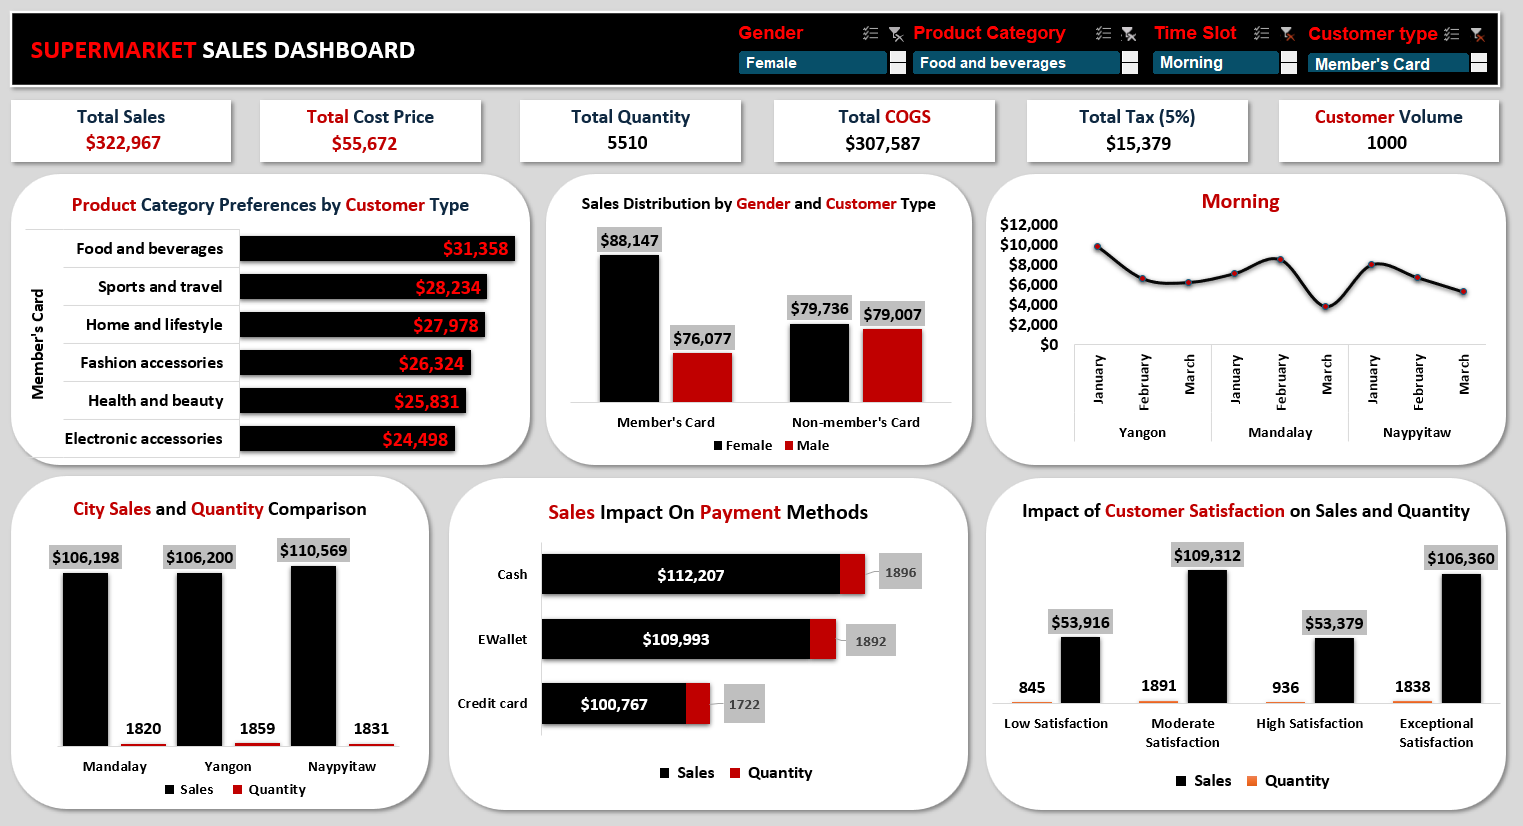 SUPERMARKET SALES DASHBOARD
Gender
Female
Product Category
Food and beverages
Time Slot
Morning
Customer type
Member's Card
Total Sales
$322,967
Total Cost Price
$55,672
Total Quantity
5510
Total COGS
$307,587
Total Tax (5%)
$15,379
Customer Volume
1000
Product Category Preferences by Customer Type
Member's Card
Food and beverages
$31,358
Sports and travel
$28,234
Home and lifestyle
$27,978
Fashion accessories
$26,324
Health and beauty
$25,831
Electronic accessories
$24,498
Sales Distribution by Gender and Customer Type
$88,147
$76,077
$79,736
$79,007
Member's Card
Non-member's Card
Female
Male
Morning
$12,000
$10,000
$8,000
$6,000
$4,000
$2,000
$0
January
February
March
January
February
March
January
February
March
Yangon
Mandalay
Naypyitaw
City Sales and Quantity Comparison
$106,198
$106,200
$110,569
1820
1859
1831
Mandalay
Yangon
Naypyitaw
Sales
Quantity
Sales Impact On Payment Methods
Cash
$112,207
1896
EWallet
$109,993
1892
Credit card
$100,767
1722
Sales
Quantity
Impact of Customer Satisfaction on Sales and Quantity
$53,916
$109,312
$53,379
$106,360
845
1891
936
1838
Low Satisfaction
Moderate
Satisfaction
High Satisfaction
Exceptional
Satisfaction
Sales
Quantity